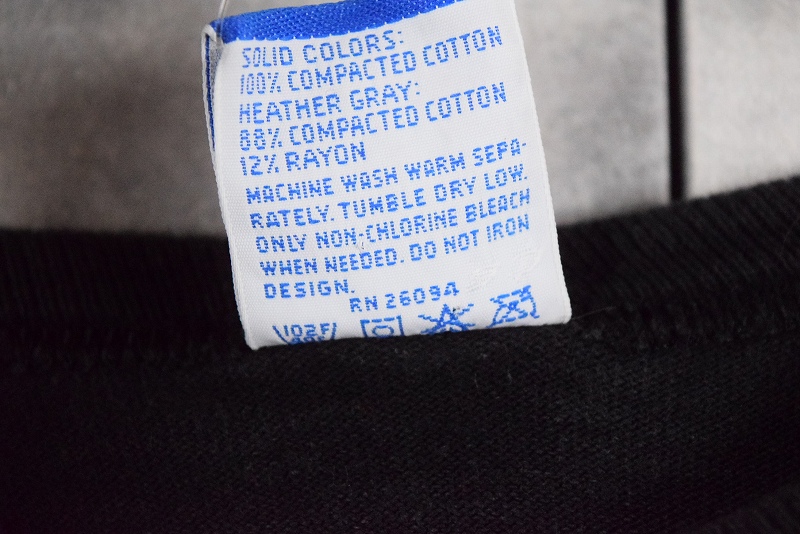 SOLID COLORS:
100% COMPACTED COTTON
HEATHER GRAY:
88% COMPACTED COTTON
12% RAYON
MACHINE WASH WARM SEPA-
RATELY. TUMBLE DRY LOW.
ONLY NON-CHLORINE BLEACH
WHEN NEEDED. DO NOT IRON
DESIGN.
RN 26094
102F/